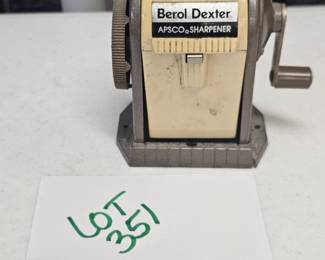 Berol Dexter
APSCO SHARPENER
LOT
351